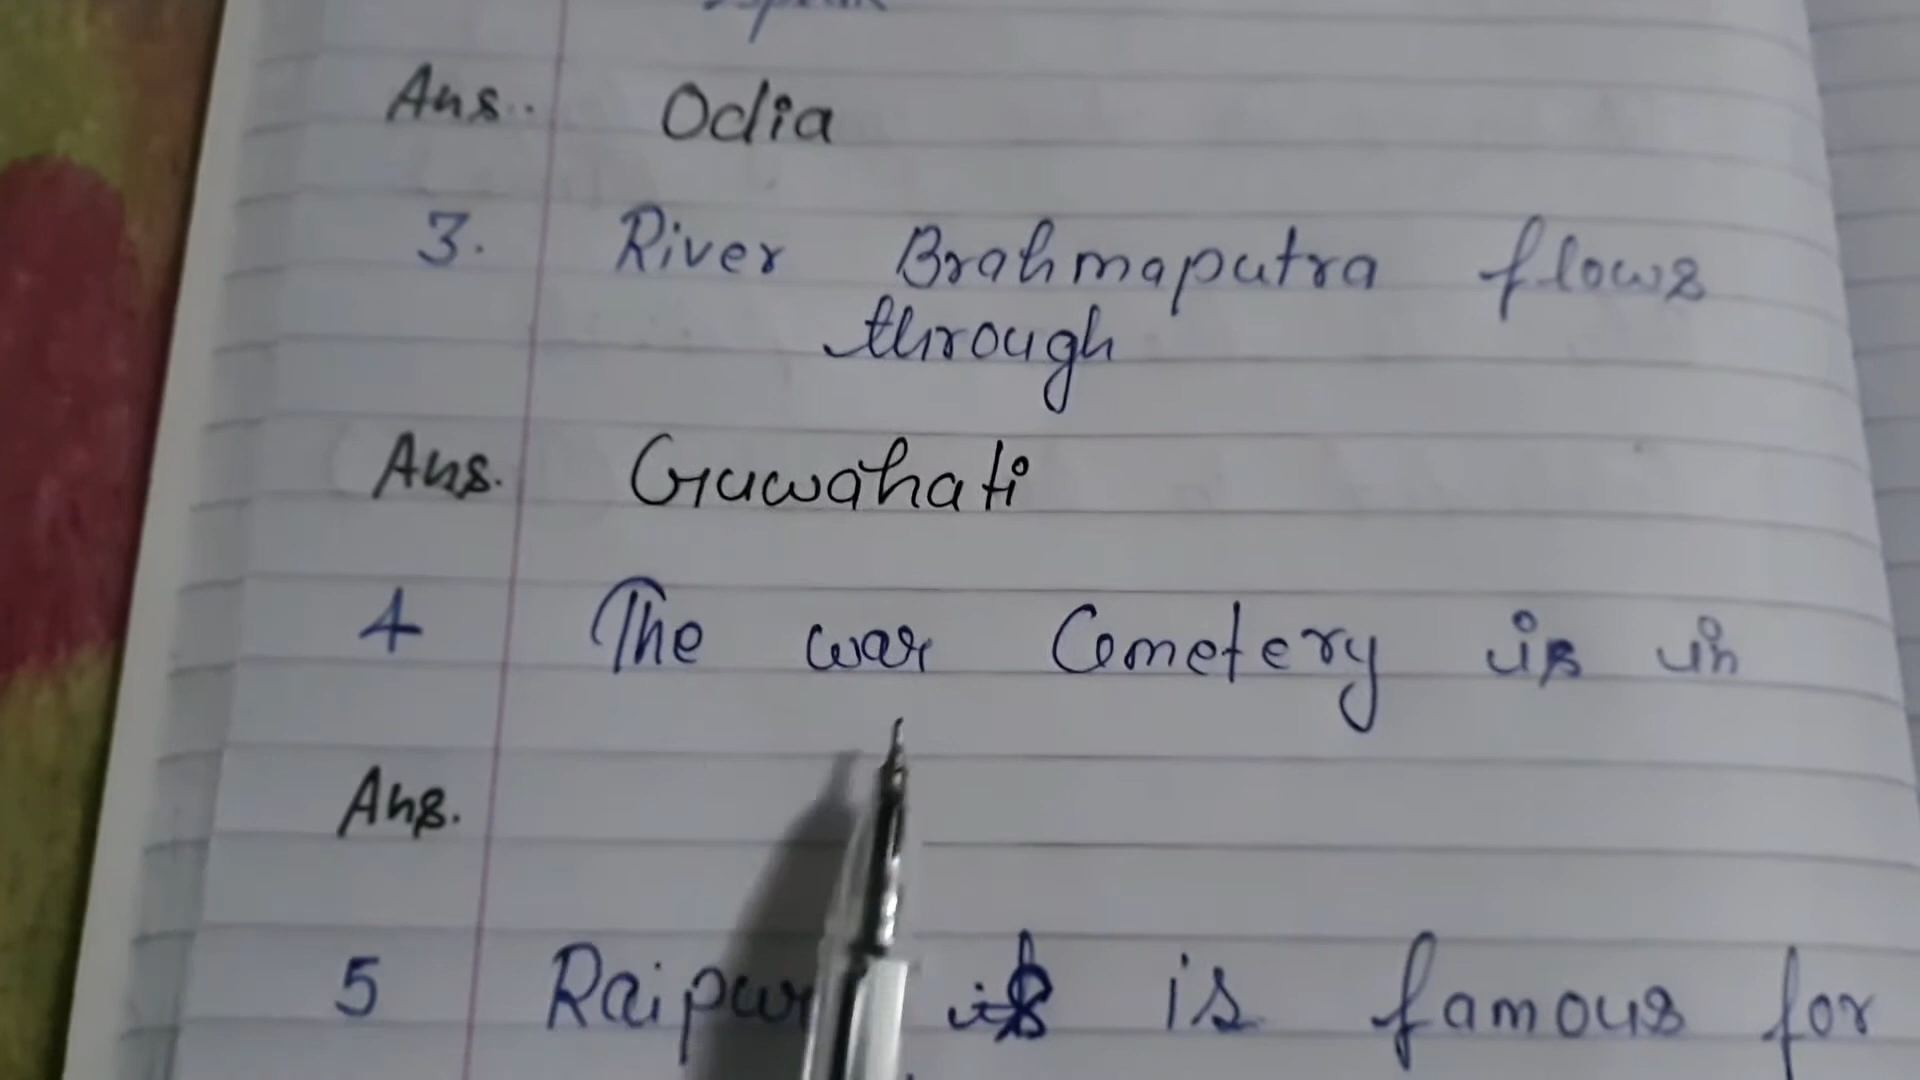 Ans.. Odia
3. River Brahmaputra flows
through
Ans. Guwahati
4 The war Cemetery is in
Ans.
5 Raipur is is famous for